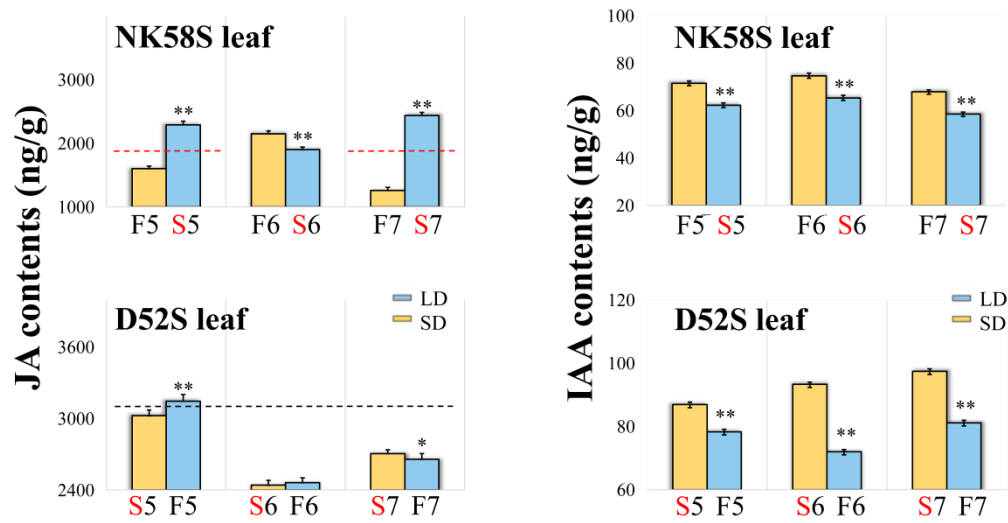 NK58S leaf
JA contents (ng/g)
3000
2000
1000
** ** **
F5 S5 F6 S6 F7 S7
D52S leaf
LD
SD
3600
3000
2400
** *
S5 F5 S6 F6 S7 F7
NK58S leaf
IAA contents (ng/g)
100
80
60
40
20
** ** **
F5 S5 F6 S6 F7 S7
D52S leaf
LD
SD
120
100
80
60
** ** **
S5 F5 S6 F6 S7 F7